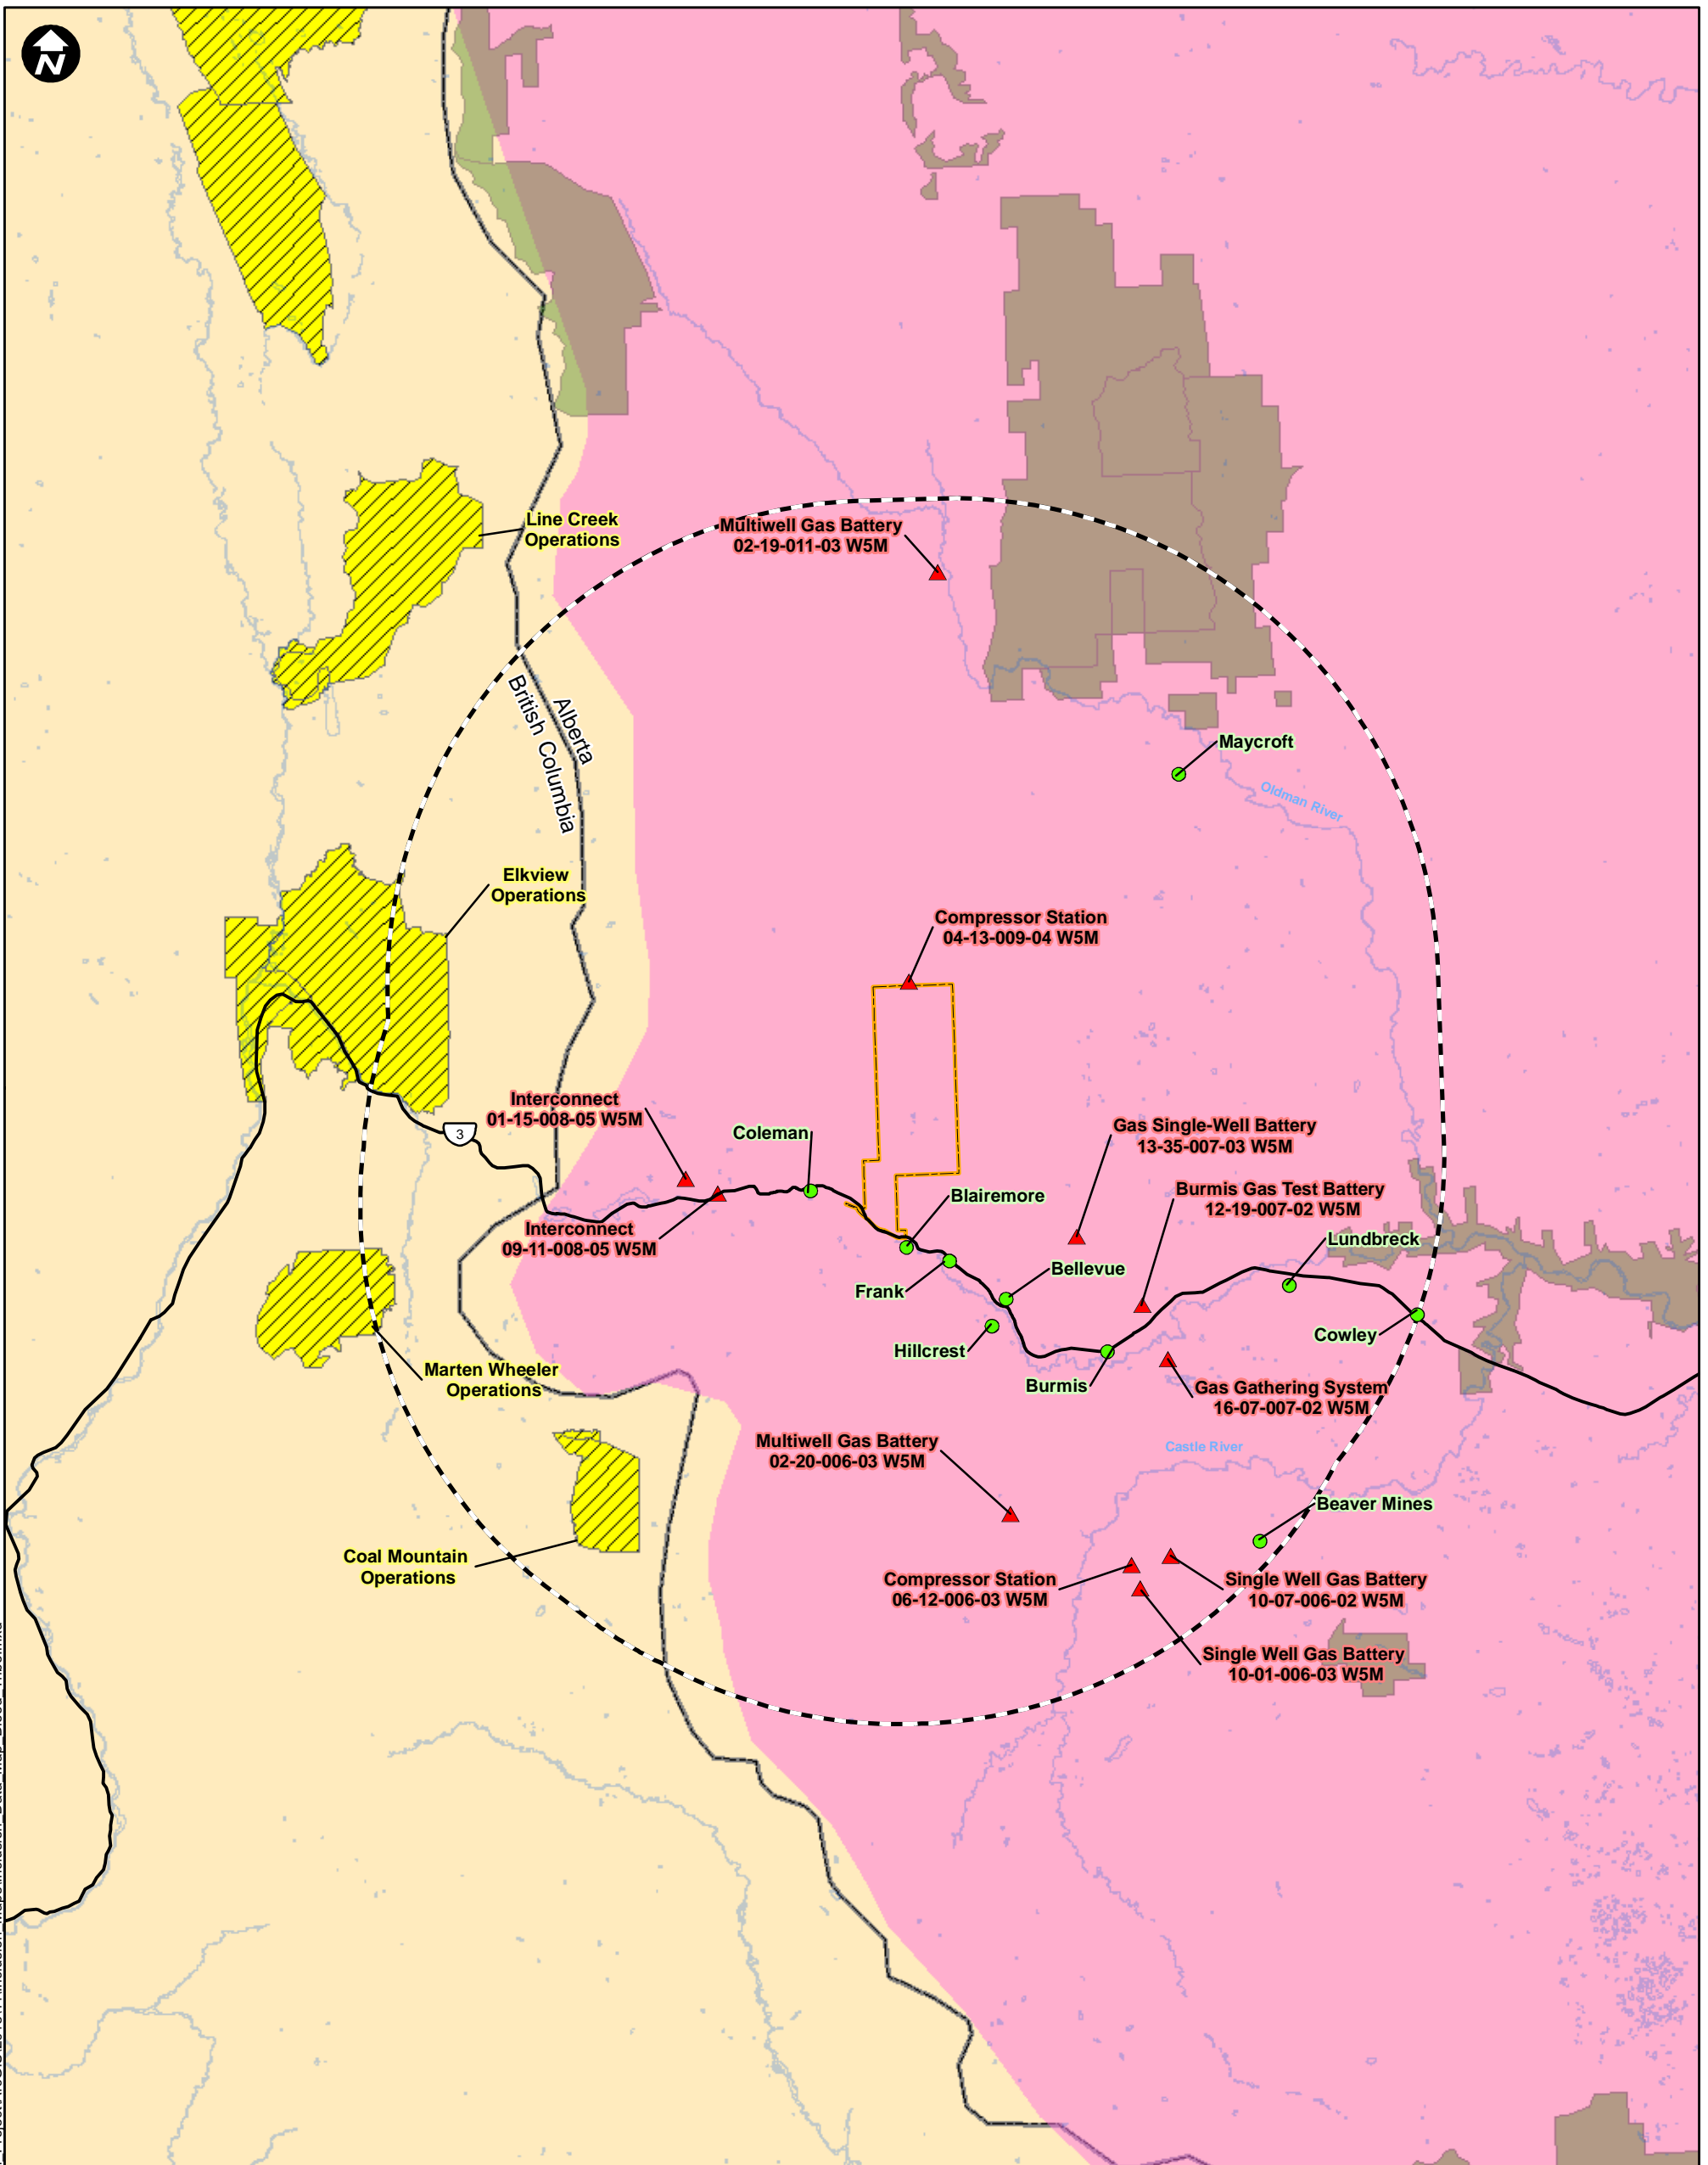 N
Line Creek
Operations
Multiwell Gas Battery
02-19-011-03 W5M
Alberta
British Columbia
Maycroft
Oldman River
Elkview
Operations
Compressor Station
04-13-009-04 W5M
Interconnect
01-15-008-05 W5M
3
Coleman
Gas Single-Well Battery
13-35-007-03 W5M
Burmis Gas Test Battery
12-19-007-02 W5M
Blairemore
Interconnect
09-11-008-05 W5M
Lundbreck
Bellevue
Frank
Cowley
Hillcrest
Burmis
Marten Wheeler
Operations
Gas Gathering System
16-07-007-02 W5M
Multiwell Gas Battery
02-20-006-03 W5M
Castle River
Beaver Mines
Coal Mountain
Operations
Compressor Station
06-12-006-03 W5M
Single Well Gas Battery
10-07-006-02 W5M
Single Well Gas Battery
10-01-006-03 W5M